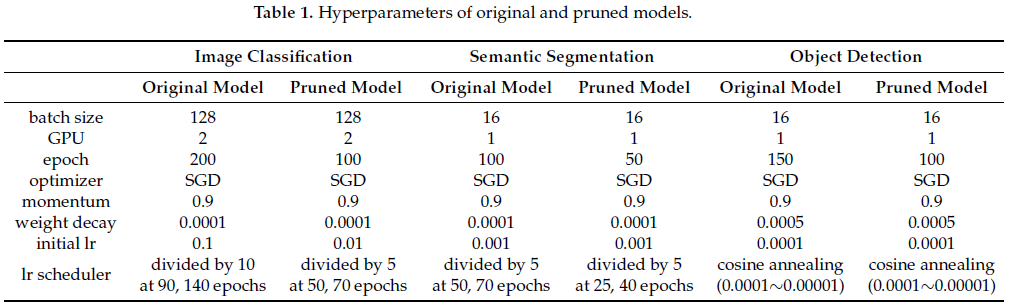 Table 1. Hyperparameters of original and pruned models.
Image Classification Semantic Segmentation Object Detection
Original Model Pruned Model Original Model Pruned Model Original Model Pruned Model
batch size 128 128 16 16 16 16
GPU 2 2 1 1 1 1
epoch 200 100 100 50 150 100
optimizer SGD SGD SGD SGD SGD SGD
momentum 0.9 0.9 0.9 0.9 0.9 0.9
weight decay 0.0001 0.0001 0.0001 0.0001 0.0005 0.0005
initial lr 0.1 0.01 0.001 0.001 0.0001 0.0001
lr scheduler divided by 10 divided by 5 divided by 5 divided by 5 cosine annealing cosine annealing
at 90, 140 epochs at 50, 70 epochs at 50, 70 epochs at 25, 40 epochs (0.0001∼0.00001) (0.0001∼0.00001)